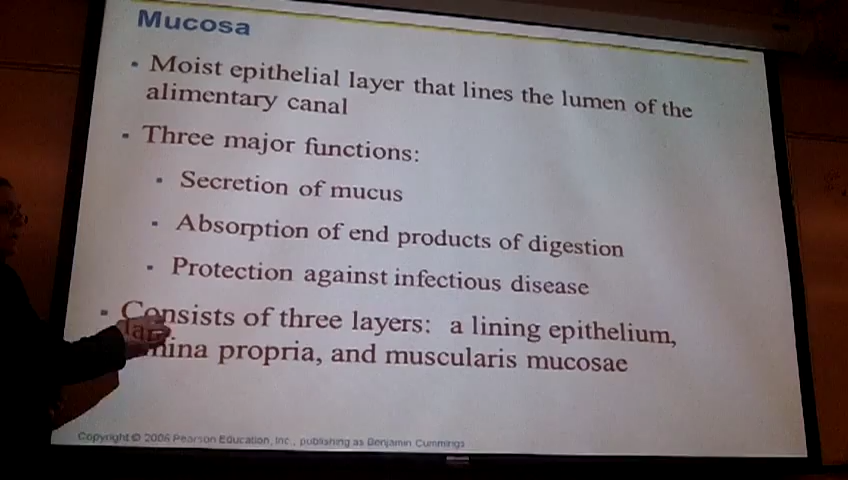 Mucosa
▪ Moist epithelial layer that lines the lumen of the
alimentary canal
▪ Three major functions:
▪ Secretion of mucus
▪ Absorption of end products of digestion
▪ Protection against infectious disease
▪ Consists of three layers: a lining epithelium,
lamina propria, and muscularis mucosae
Copyright © 2006 Pearson Education, Inc., publishing as Benjamin Cummings